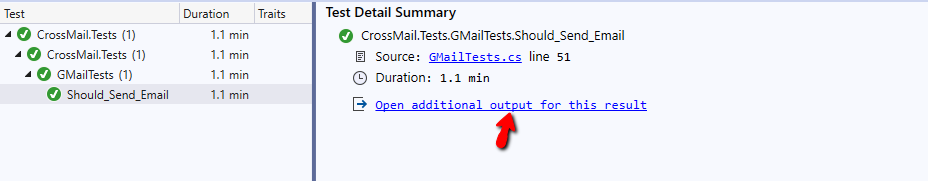 Test Duration Traits
CrossMail.Tests (1) 1.1 min
CrossMail.Tests (1) 1.1 min
GMailTests (1) 1.1 min
Should_Send_Email 1.1 min
Test Detail Summary
CrossMail.Tests.GMailTests.Should_Send_Email
Source: GMailTests.cs line 51
Duration: 1.1 min
Open additional output for this result